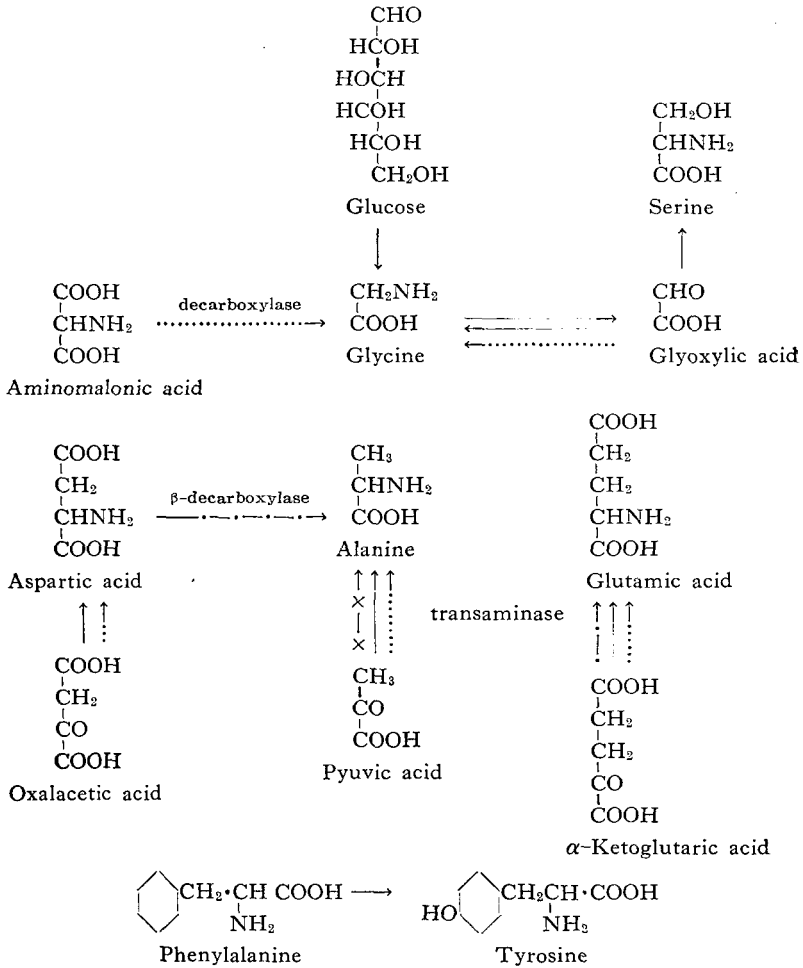 CHO
HCOH
HOCH
HCOH
HCOH
CH₂OH
Glucose
CH₂OH
CHNH₂
COOH
Serine
COOH
CHNH₂
COOH
Aminomalonic acid
decarboxylase
CH₂NH₂
COOH
Glycine
CHO
COOH
Glyoxylic acid
COOH
CH₂
CHNH₂
COOH
Aspartic acid
β-decarboxylase
CH₃
CHNH₂
COOH
Alanine
COOH
CH₂
CH₂
CHNH₂
COOH
Glutamic acid
transaminase
COOH
CH₂
CO
COOH
Oxalacetic acid
CH₃
CO
COOH
Pyuvic acid
COOH
CH₂
CH₂
CO
COOH
α-Ketoglutaric acid
CH₂·CH COOH
NH₂
Phenylalanine
HO
CH₂CH·COOH
NH₂
Tyrosine